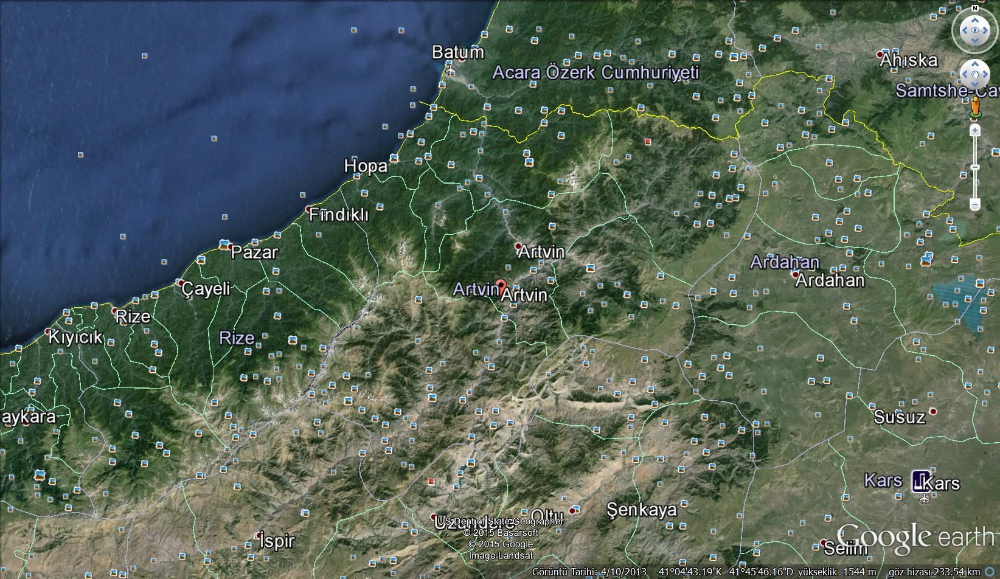 N
Batum
Acara Özerk Cumhuriyeti
Ahıska
Samtshe-Cav
Hopa
Fındıklı
Pazar
Artvin
Ardahan
Ardahan
Çayeli
Artvin
Artvin
Rize
Kıyıcık
Rize
aykara
Susuz
Kars
Kars
Şenkaya
Oltu
Uzundere
US Dept of State Geographer
© 2015 Basarsoft
© 2015 Google
Image Landsat
İspir
Google earth
Selim
Görüntü Tarihi: 4/10/2013 41°04'43.19"K 41°45'46.16"D yükseklik 1544 m göz hizası 233.54 km